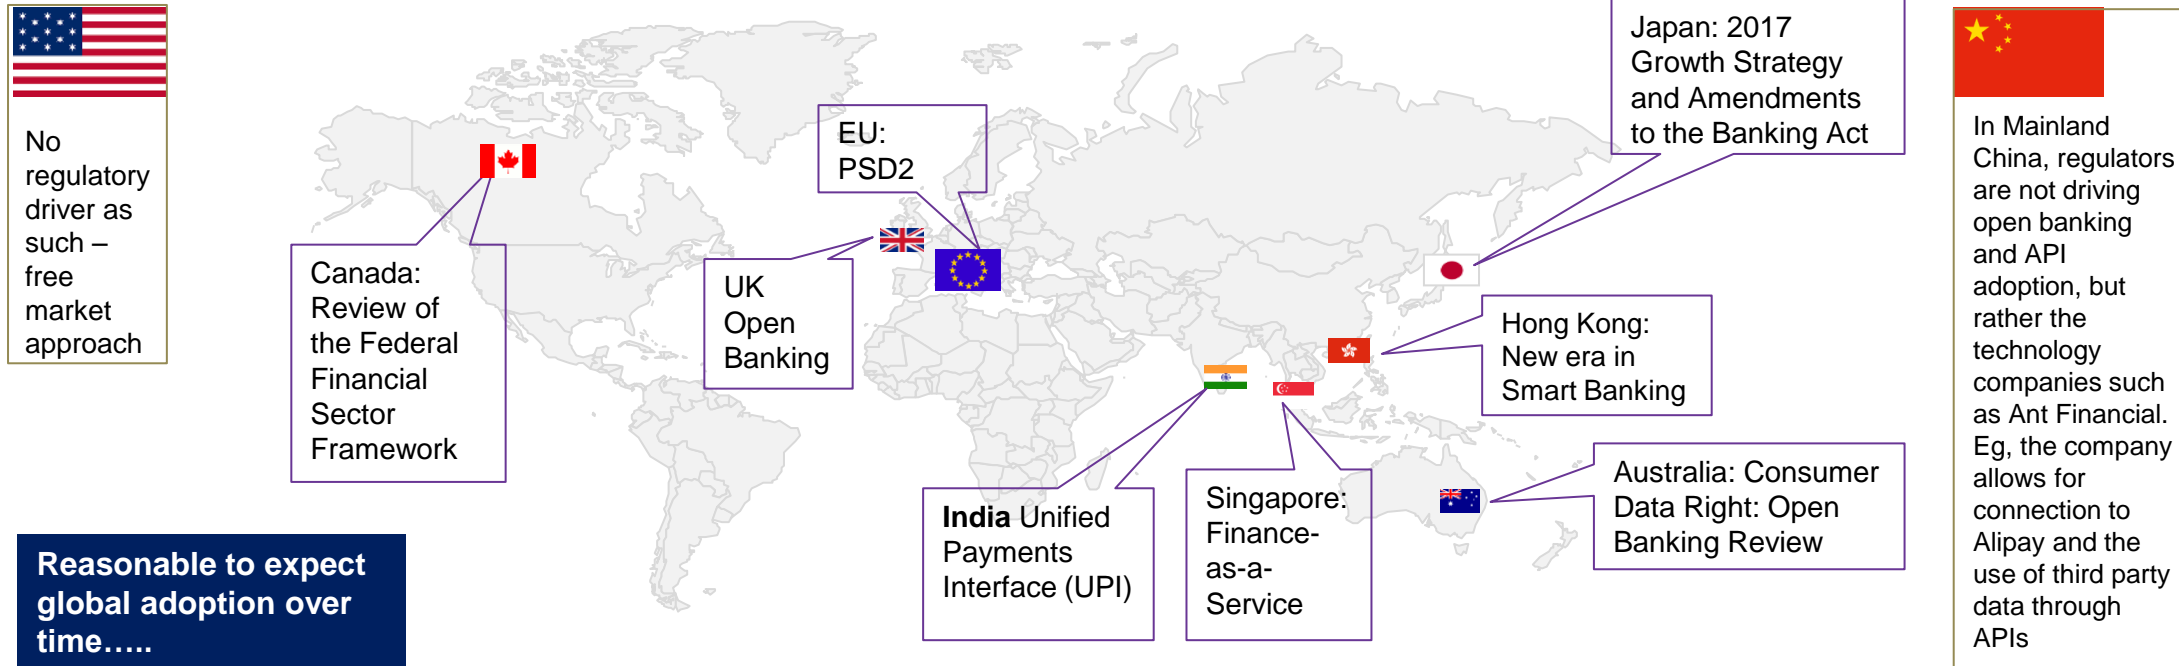 No
regulatory
driver as
such –
free
market
approach
Canada:
Review of
the Federal
Financial
Sector
Framework
EU:
PSD2
UK
Open
Banking
Japan: 2017
Growth Strategy
and Amendments
to the Banking Act
Hong Kong:
New era in
Smart Banking
India Unified
Payments
Interface (UPI)
Singapore:
Finance-
as-a-
Service
Australia: Consumer
Data Right: Open
Banking Review
In Mainland
China, regulators
are not driving
open banking
and API
adoption, but
rather the
technology
companies such
as Ant Financial.
Eg, the company
allows for
connection to
Alipay and the
use of third party
data through
APIs
Reasonable to expect
global adoption over
time…..